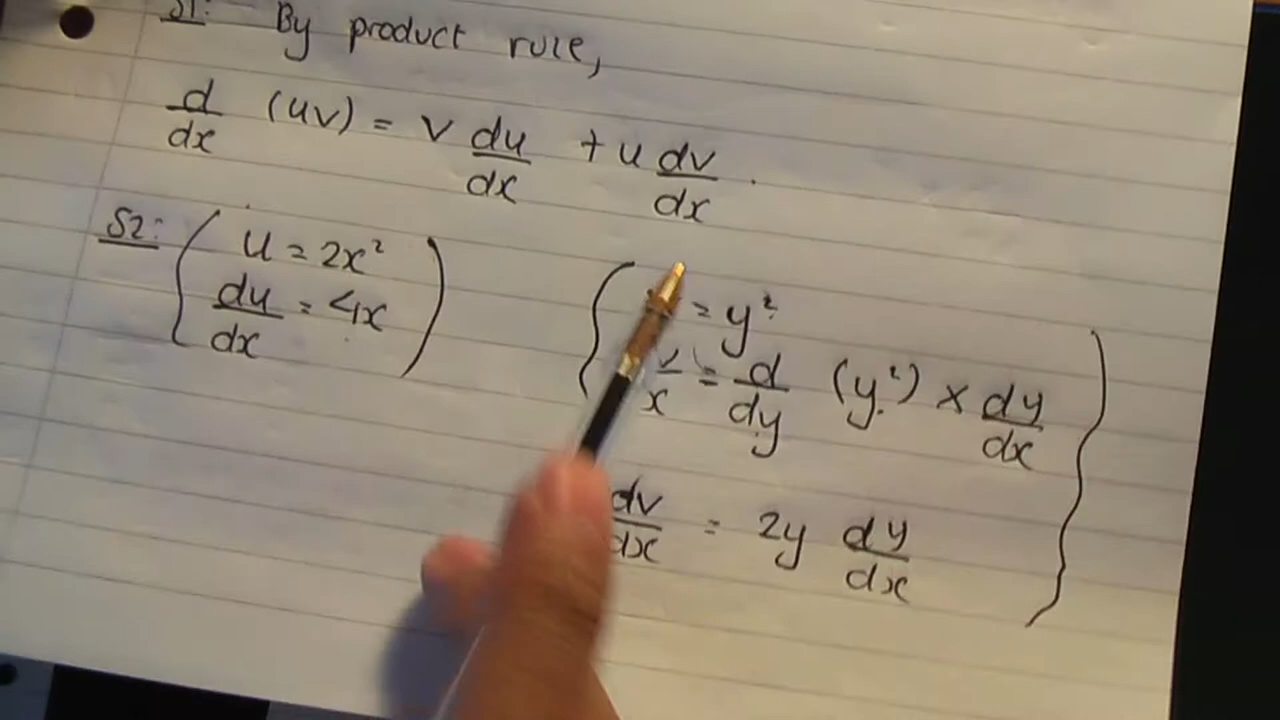 S1: By product rule,
d/dx (uv) = v du/dx + u dv/dx .
S2: ( u = 2x²
du/dx = 4x )
( = y²
v/x = d/dy (y²) × dy/dx
dv/dx = 2y dy/dx )